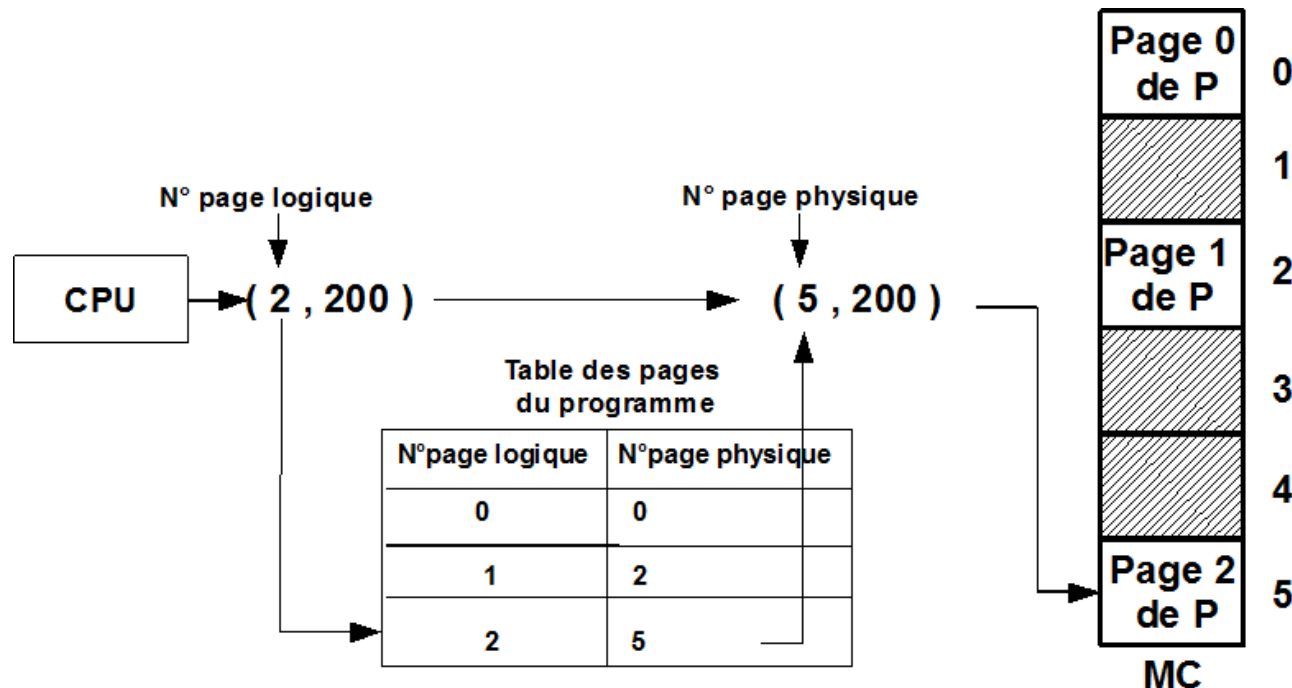 Page 0
de P
0
1
N° page logique
N° page physique
Page 1
de P
2
CPU
( 2 , 200 )
( 5 , 200 )
Table des pages
du programme
3
N°page logique
N°page physique
0
0
4
1
2
2
5
Page 2
de P
5
MC